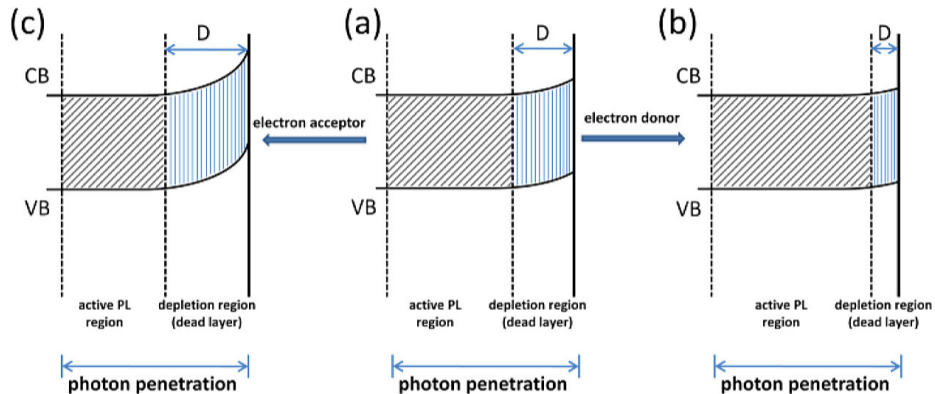 (c)
D
CB
VB
active PL
region
depletion region
(dead layer)
photon penetration
electron acceptor
(a)
D
CB
VB
active PL
region
depletion region
(dead layer)
photon penetration
electron donor
(b)
D
CB
VB
active PL
region
depletion region
(dead layer)
photon penetration